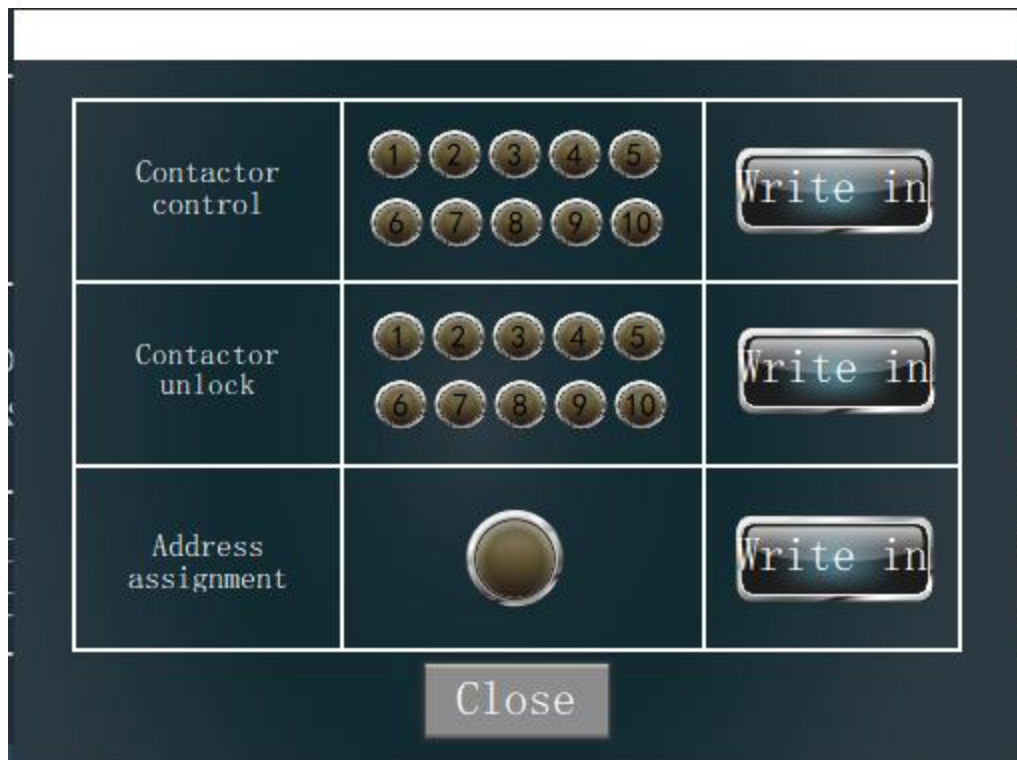 Contactor
control
1 2 3 4 5
6 7 8 9 10
Write in
Contactor
unlock
1 2 3 4 5
6 7 8 9 10
Write in
Address
assignment
Write in
Close